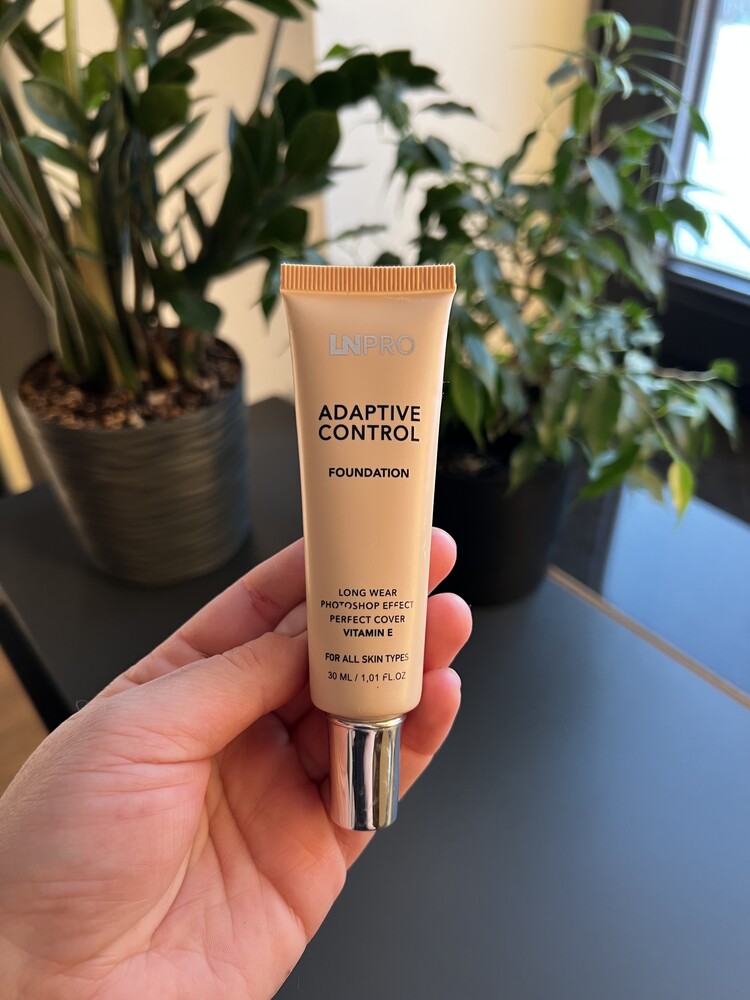 LNPRO
ADAPTIVE
CONTROL
FOUNDATION
LONG WEAR
PHOTOSHOP EFFECT
PERFECT COVER
VITAMIN E
FOR ALL SKIN TYPES
30 ML / 1,01 FL.OZ